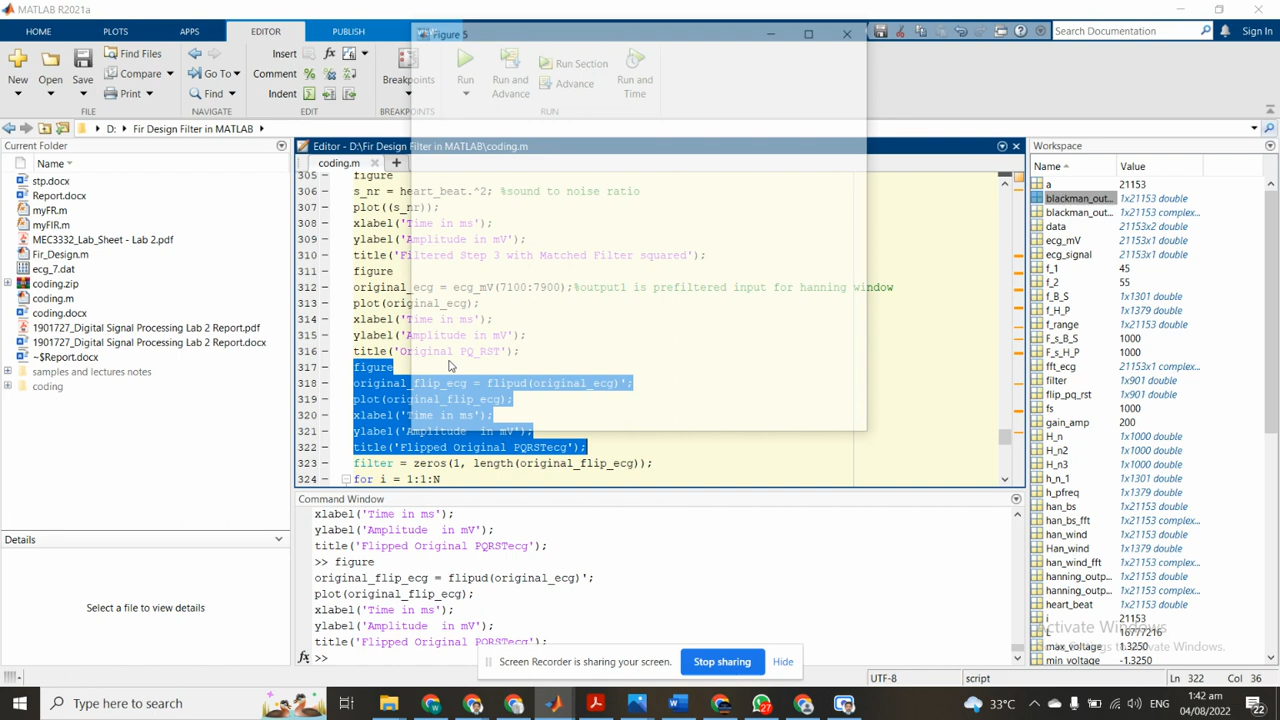 MATLAB R2021a
HOME PLOTS APPS EDITOR PUBLISH
Search Documentation Sign In
New Open Save Find Files Compare Print
Go To Find
Insert Comment Indent
Breakpoints
Run Run and Advance Run Section Advance Run and Time
FILE NAVIGATE EDIT BREAKPOINTS RUN
Figure 5
D: Fir Design Filter in MATLAB
Current Folder
Name
stp.docx
Report.docx
myFR.m
myFIR.m
MEC3332_Lab_Sheet - Lab 2.pdf
Fir_Design.m
ecg_7.dat
coding.zip
coding.m
coding.docx
1901727_Digital Signal Processing Lab 2 Report.pdf
1901727_Digital Signal Processing Lab 2 Report.docx
~$Report.docx
samples and lectures notes
coding
Details
Select a file to view details
Editor - D:\Fir Design Filter in MATLAB\coding.m
coding.m
305 figure
306 s_nr = heart_beat.^2; %sound to noise ratio
307 plot((s_nr));
308 xlabel('Time in ms');
309 ylabel('Amplitude in mV');
310 title('Filtered Step 3 with Matched Filter squared');
311 figure
312 original_ecg = ecg_mV(7100:7900);%output1 is prefiltered input for hanning window
313 plot(original_ecg);
314 xlabel('Time in ms');
315 ylabel('Amplitude in mV');
316 title('Original PQ_RST');
317 figure
318 original_flip_ecg = flipud(original_ecg)';
319 plot(original_flip_ecg);
320 xlabel('Time in ms');
321 ylabel('Amplitude  in mV');
322 title('Flipped Original PQRSTecg');
323 filter = zeros(1, length(original_flip_ecg));
324 for i = 1:1:N
Command Window
xlabel('Time in ms');
ylabel('Amplitude  in mV');
title('Flipped Original PQRSTecg');
>> figure
original_flip_ecg = flipud(original_ecg)';
plot(original_flip_ecg);
xlabel('Time in ms');
ylabel('Amplitude  in mV');
title('Flipped Original PQRSTecg');
fx >>
Workspace
Name Value
a 21153
blackman_out... 1x21153 double
blackman_out... 1x21153 complex...
data 21153x2 double
ecg_mV 21153x1 double
ecg_signal 21153x1 double
f_1 45
f_2 55
f_B_S 1x1301 double
f_H_P 1x1379 double
f_range 1x21153 double
F_s_B_S 1000
F_s_H_P 1000
fft_ecg 21153x1 complex...
filter 1x901 double
flip_pq_rst 1x901 double
fs 1000
gain_amp 200
H_n 1x1000 double
H_n2 1x1000 double
H_n3 1x1000 double
h_n_1 1x1301 double
h_pfreq 1x1379 double
han_bs 1x1301 double
han_bs_fft 1x21153 complex...
han_wind 1x1379 double
Han_wind 1x1379 double
han_wind_fft 1x21153 complex...
hanning_outp... 1x21153 double
hanning_outp... 1x21153 complex...
heart_beat 1x21153 double
i 21153
L 16777216
max_voltage 1.3250
min_voltage -1.3250
Activate Windows
Go to Settings to Activate Windows.
Screen Recorder is sharing your screen. Stop sharing Hide
UTF-8 script Ln 322 Col 36
Type here to search
27
33°C
1:42 am
04/08/2022
22